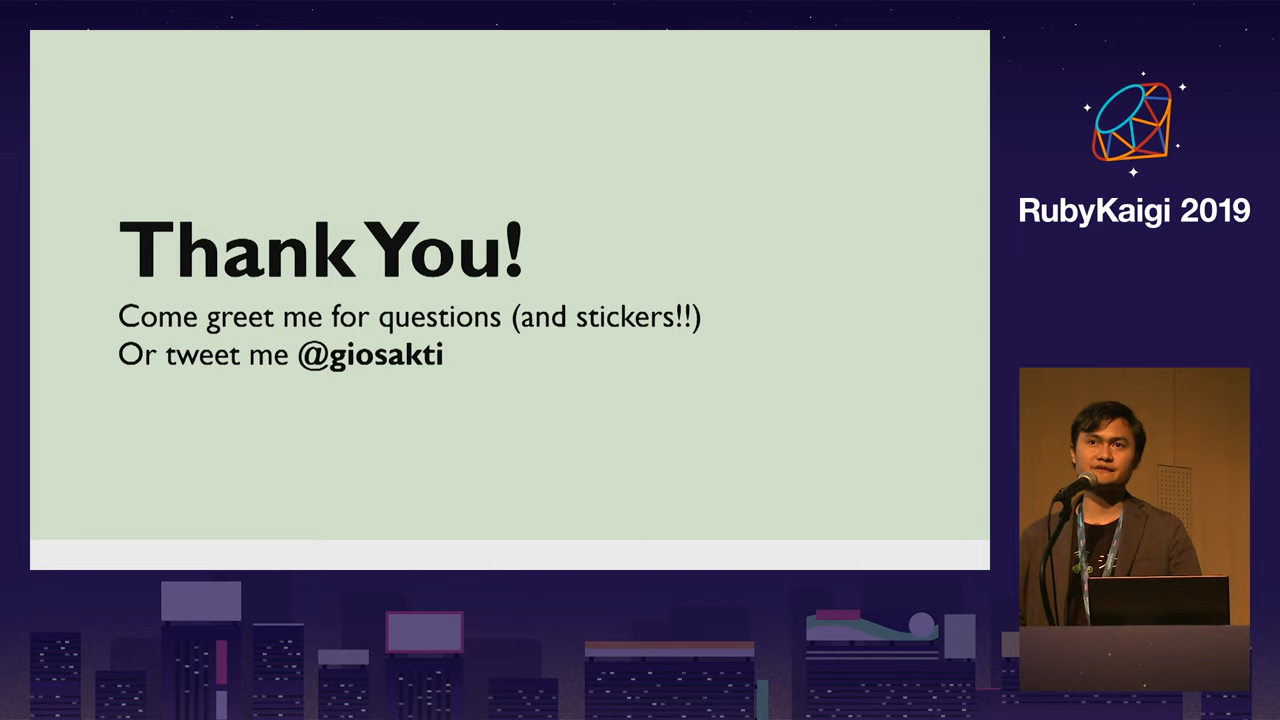 Thank You!
Come greet me for questions (and stickers!!)
Or tweet me @giosakti
RubyKaigi 2019